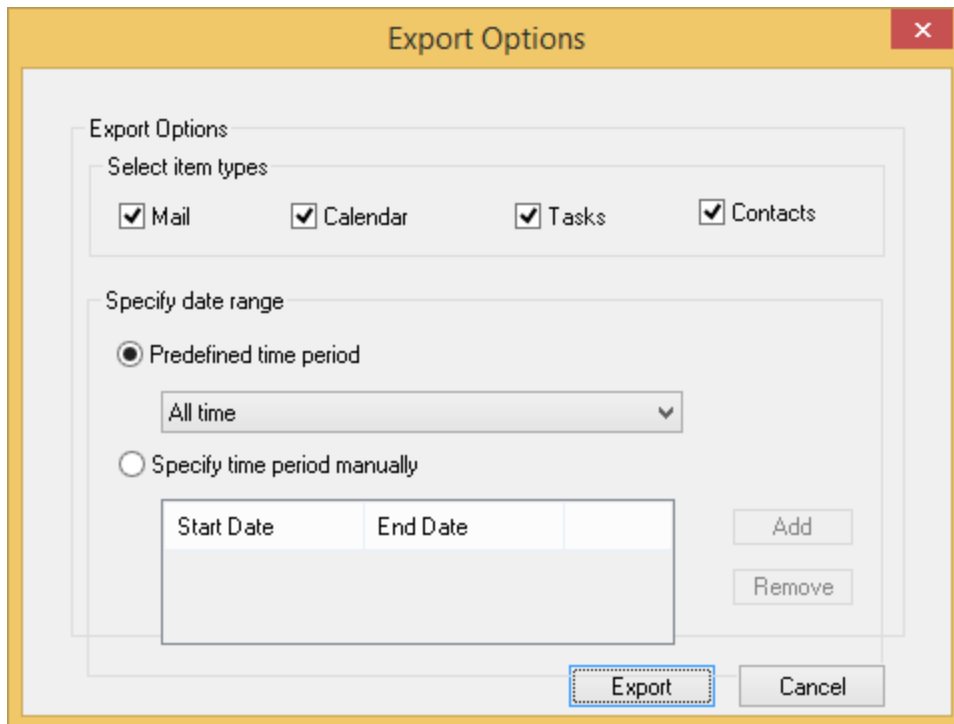 Export Options
Export Options
Select item types
Mail Calendar Tasks Contacts
Specify date range
Predefined time period
All time
Specify time period manually
Start Date End Date
Add
Remove
Export Cancel